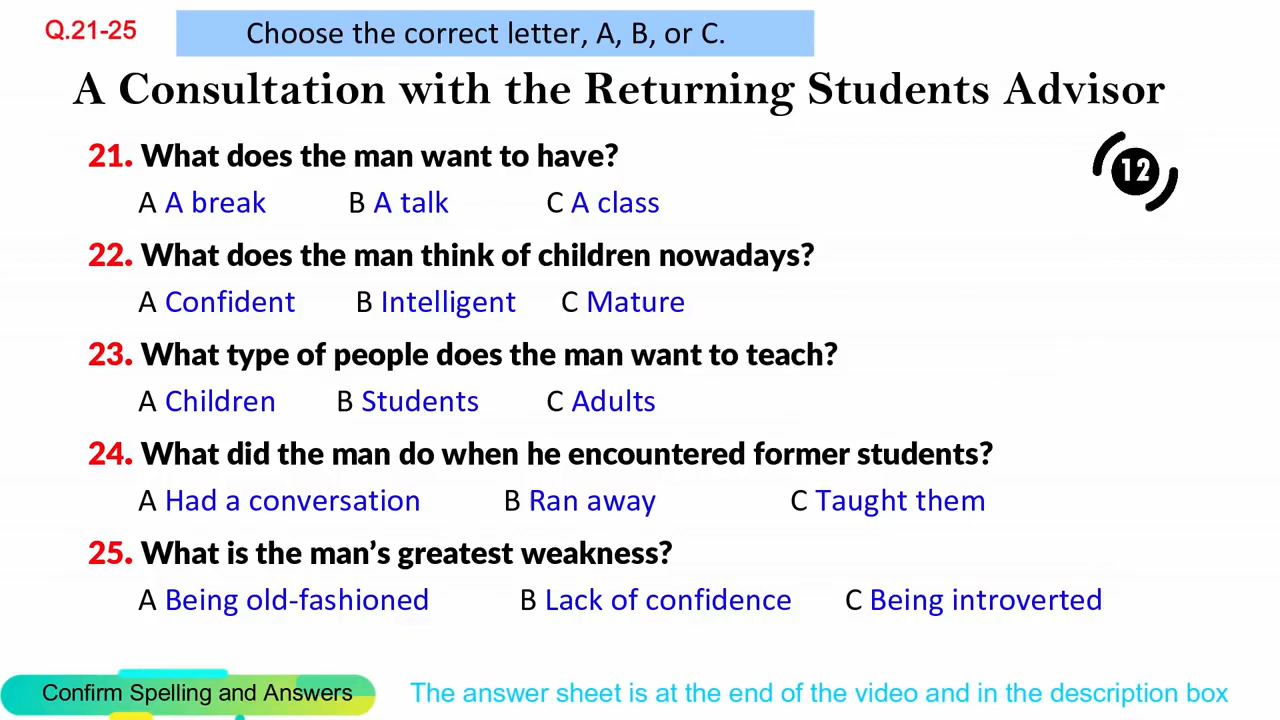 Q.21-25
Choose the correct letter, A, B, or C.
A Consultation with the Returning Students Advisor
12
21. What does the man want to have?
A A break B A talk C A class
22. What does the man think of children nowadays?
A Confident B Intelligent C Mature
23. What type of people does the man want to teach?
A Children B Students C Adults
24. What did the man do when he encountered former students?
A Had a conversation B Ran away C Taught them
25. What is the man’s greatest weakness?
A Being old-fashioned B Lack of confidence C Being introverted
Confirm Spelling and Answers
The answer sheet is at the end of the video and in the description box